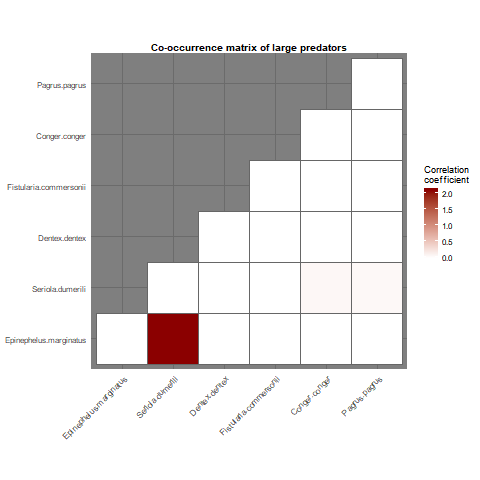 Co-occurrence matrix of large predators
Pagrus.pagrus
Conger.conger
Fistularia.commersonii
Dentex.dentex
Seriola.dumerili
Epinephelus.marginatus
Epinephelus.marginatus
Seriola.dumerili
Dentex.dentex
Fistularia.commersonii
Conger.conger
Pagrus.pagrus
Correlation
coefficient
2.0
1.5
1.0
0.5
0.0